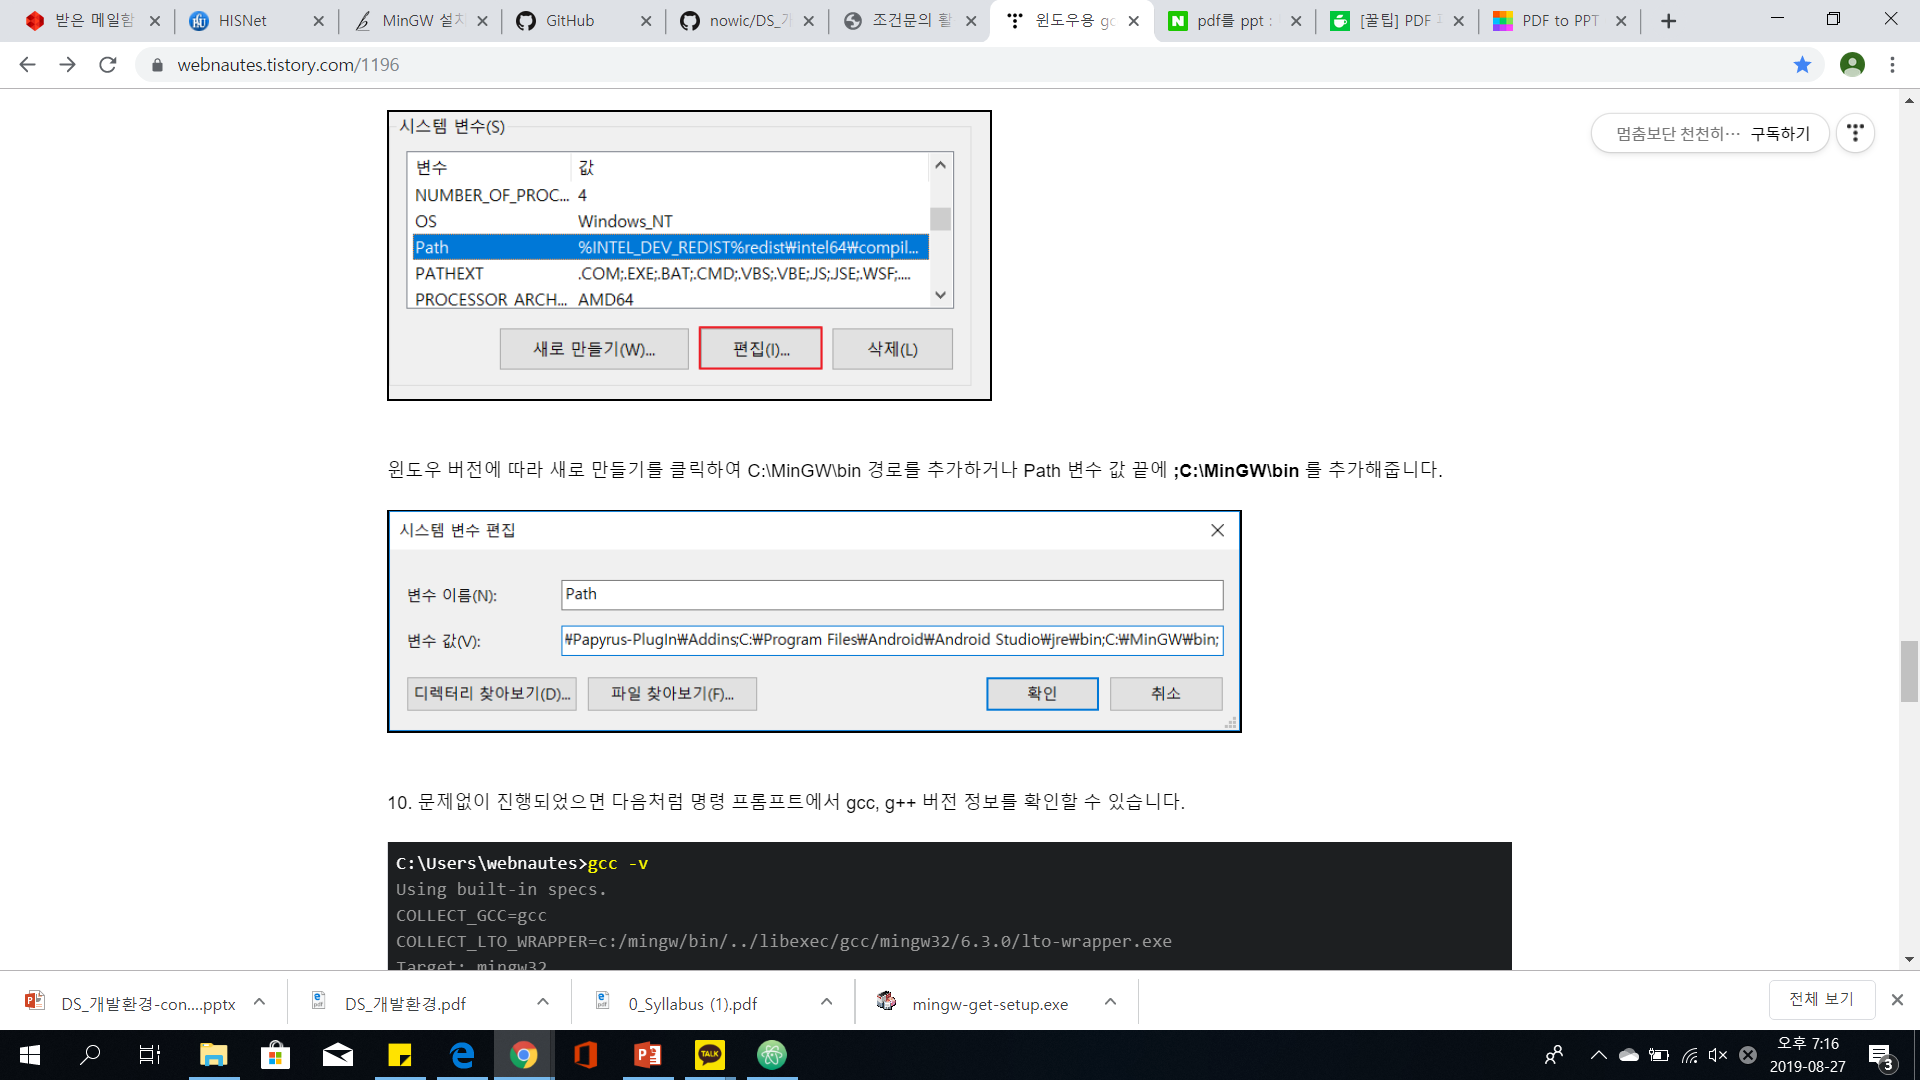 받은 메일함
HISNet
MinGW 설치
GitHub
nowic/DS_개
조건문의 활
윈도우용 gc
pdf를 ppt :
[꿀팁] PDF
PDF to PPT
webnautes.tistory.com/1196
멈춤보단 천천히… 구독하기
시스템 변수(S)
변수 값
NUMBER_OF_PROC... 4
OS Windows_NT
Path %INTEL_DEV_REDIST%redist₩intel64₩compil...
PATHEXT .COM;.EXE;.BAT;.CMD;.VBS;.VBE;.JS;.JSE;.WSF;....
PROCESSOR_ARCH... AMD64
새로 만들기(W)... 편집(I)... 삭제(L)
윈도우 버전에 따라 새로 만들기를 클릭하여 C:\MinGW\bin 경로를 추가하거나 Path 변수 값 끝에 ;C:\MinGW\bin 를 추가해줍니다.
시스템 변수 편집
변수 이름(N): Path
변수 값(V): ₩Papyrus-PlugIn₩Addins;C:₩Program Files₩Android₩Android Studio₩jre₩bin;C:₩MinGW₩bin;
디렉터리 찾아보기(D)... 파일 찾아보기(F)... 확인 취소
10. 문제없이 진행되었으면 다음처럼 명령 프롬프트에서 gcc, g++ 버전 정보를 확인할 수 있습니다.
C:\Users\webnautes>gcc -v
Using built-in specs.
COLLECT_GCC=gcc
COLLECT_LTO_WRAPPER=c:/mingw/bin/../libexec/gcc/mingw32/6.3.0/lto-wrapper.exe
Target: mingw32
DS_개발환경-con....pptx
DS_개발환경.pdf
0_Syllabus (1).pdf
mingw-get-setup.exe
전체 보기
TALK
오후 7:16
2019-08-27
3